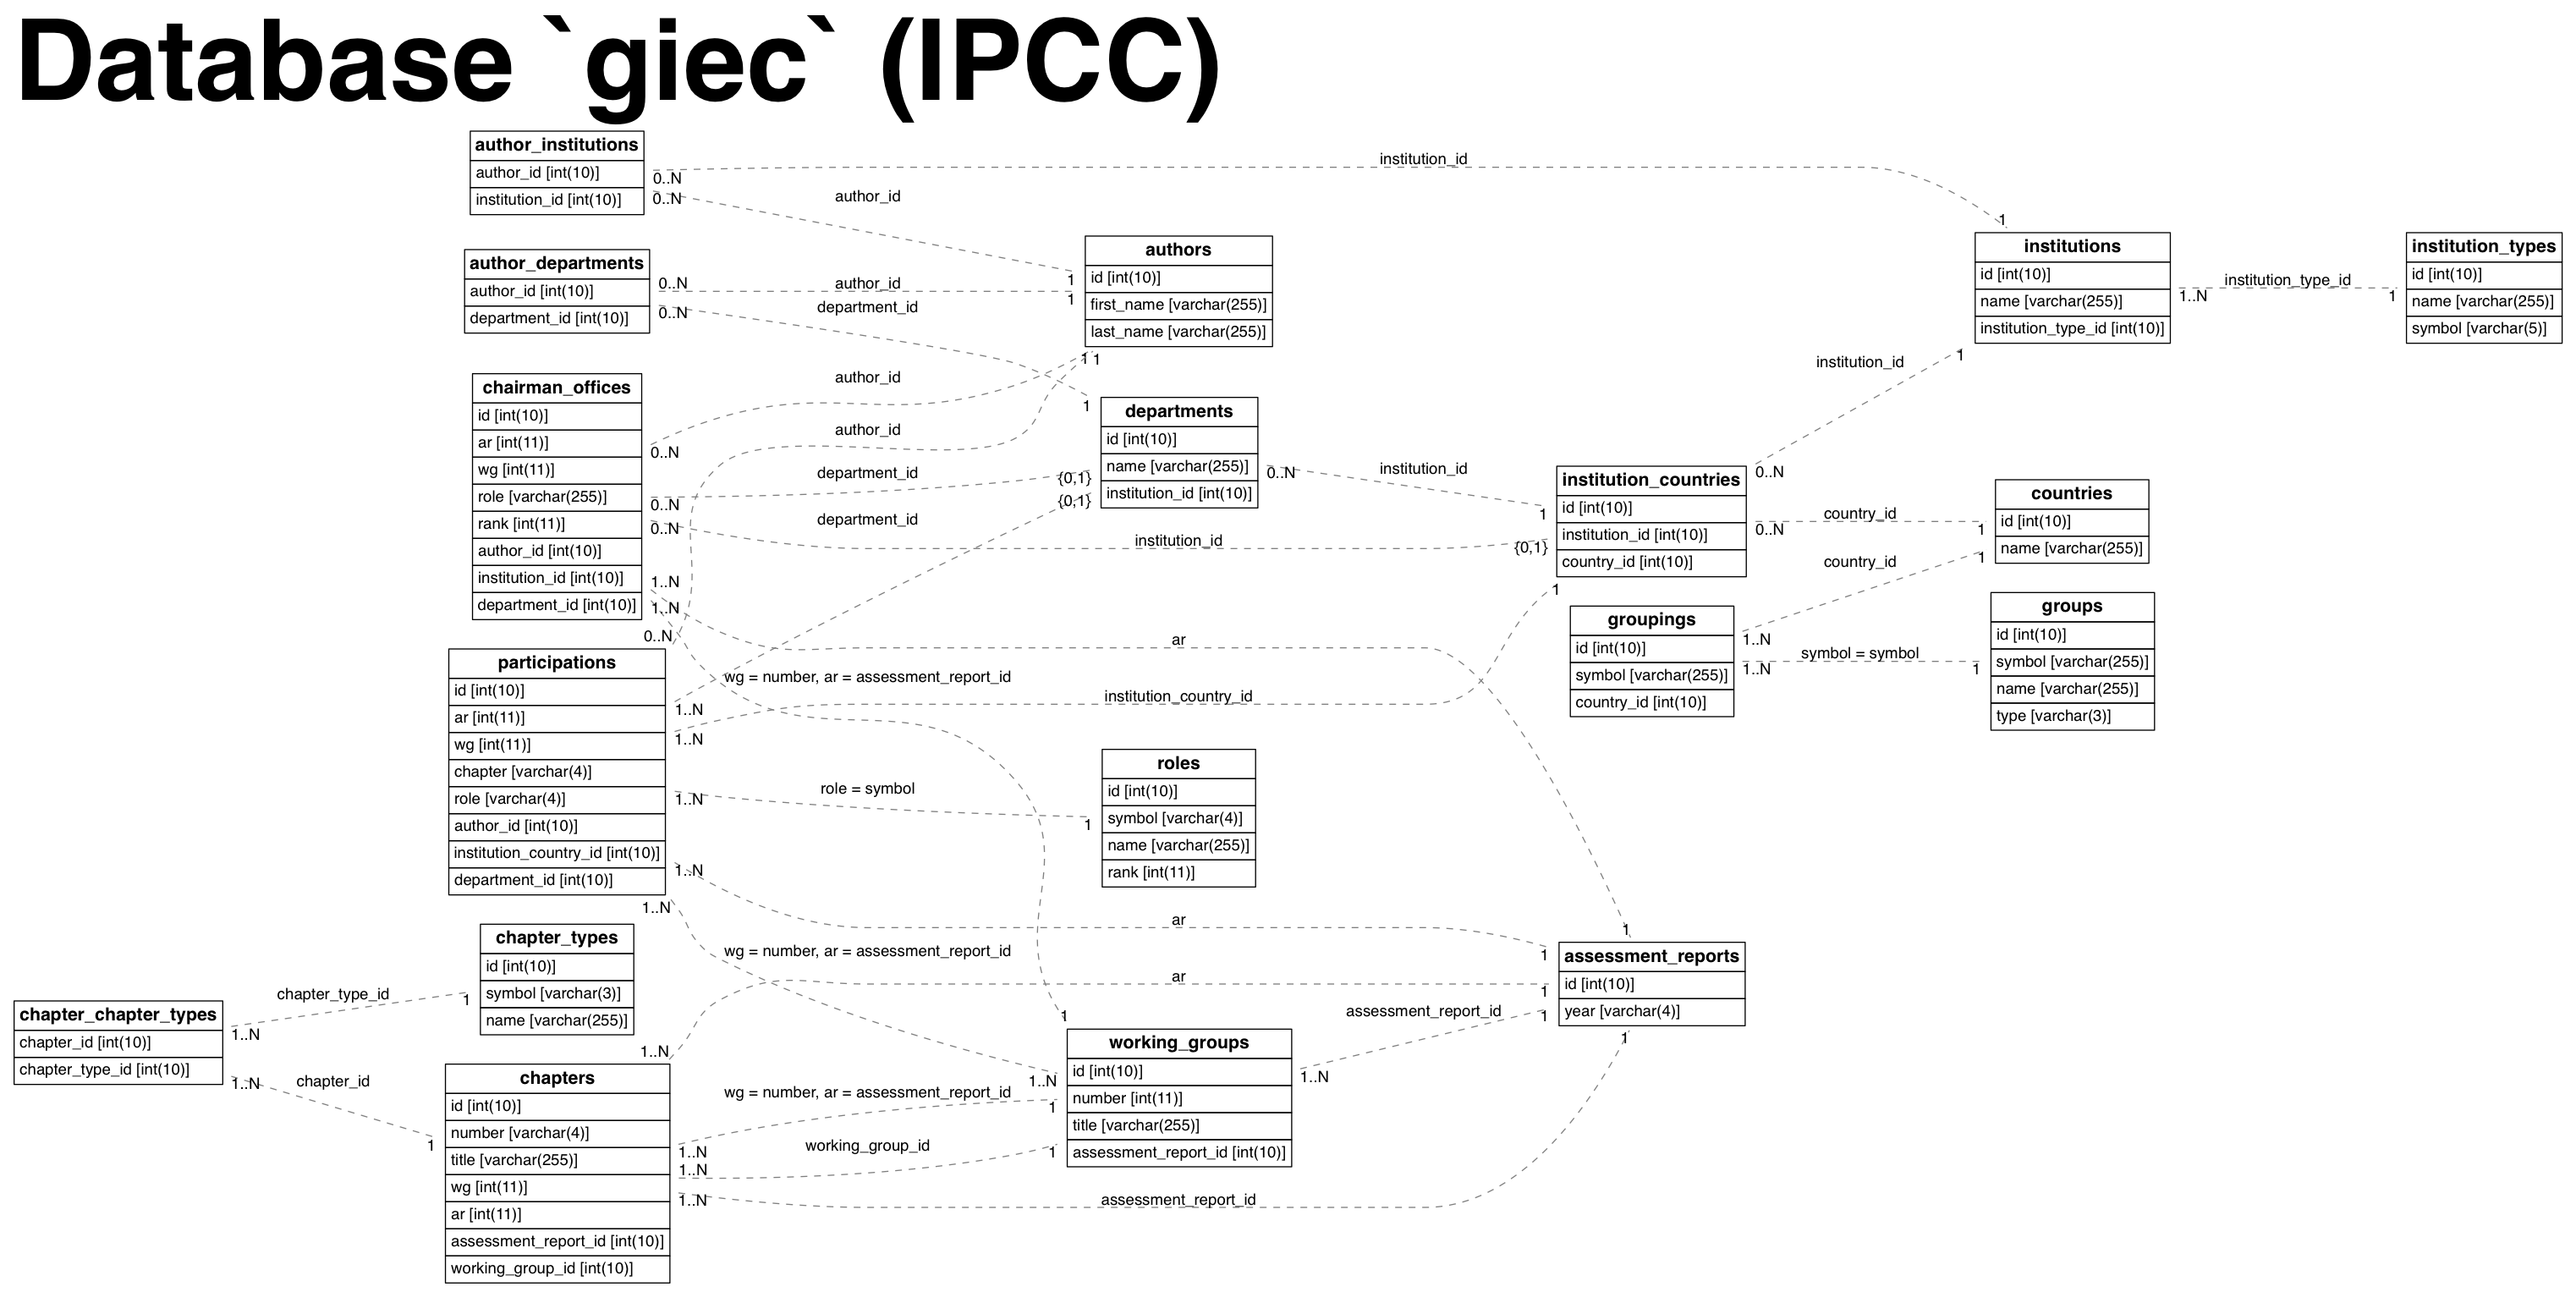 Database `giec` (IPCC)
author_institutions
author_id [int(10)]
institution_id [int(10)]
0..N
0..N
institution_id
author_id
1
author_departments
author_id [int(10)]
department_id [int(10)]
0..N
0..N
author_id
department_id
authors
id [int(10)]
first_name [varchar(255)]
last_name [varchar(255)]
1
1
1
1
institutions
id [int(10)]
name [varchar(255)]
institution_type_id [int(10)]
1..N
institution_type_id
1
institution_types
id [int(10)]
name [varchar(255)]
symbol [varchar(5)]
chairman_offices
id [int(10)]
ar [int(11)]
wg [int(11)]
role [varchar(255)]
rank [int(11)]
author_id [int(10)]
institution_id [int(10)]
department_id [int(10)]
0..N
0..N
0..N
1..N
1..N
author_id
author_id
department_id
department_id
institution_id
1
{0,1}
{0,1}
departments
id [int(10)]
name [varchar(255)]
institution_id [int(10)]
0..N
institution_id
1
{0,1}
1
institution_countries
id [int(10)]
institution_id [int(10)]
country_id [int(10)]
institution_id
1
0..N
0..N
country_id
1
country_id
1
countries
id [int(10)]
name [varchar(255)]
groupings
id [int(10)]
symbol [varchar(255)]
country_id [int(10)]
1..N
1..N
symbol = symbol
1
groups
id [int(10)]
symbol [varchar(255)]
name [varchar(255)]
type [varchar(3)]
0..N
participations
id [int(10)]
ar [int(11)]
wg [int(11)]
chapter [varchar(4)]
role [varchar(4)]
author_id [int(10)]
institution_country_id [int(10)]
department_id [int(10)]
1..N
1..N
1..N
1..N
1..N
ar
wg = number, ar = assessment_report_id
institution_country_id
role = symbol
1
roles
id [int(10)]
symbol [varchar(4)]
name [varchar(255)]
rank [int(11)]
ar
wg = number, ar = assessment_report_id
ar
chapter_types
id [int(10)]
symbol [varchar(3)]
name [varchar(255)]
chapter_type_id
1
chapter_chapter_types
chapter_id [int(10)]
chapter_type_id [int(10)]
1..N
1..N
chapter_id
1
1..N
chapters
id [int(10)]
number [varchar(4)]
title [varchar(255)]
wg [int(11)]
ar [int(11)]
assessment_report_id [int(10)]
working_group_id [int(10)]
1..N
1..N
1..N
wg = number, ar = assessment_report_id
working_group_id
assessment_report_id
1
1..N
1
1
working_groups
id [int(10)]
number [int(11)]
title [varchar(255)]
assessment_report_id [int(10)]
1..N
assessment_report_id
1
1
1
1
1
assessment_reports
id [int(10)]
year [varchar(4)]